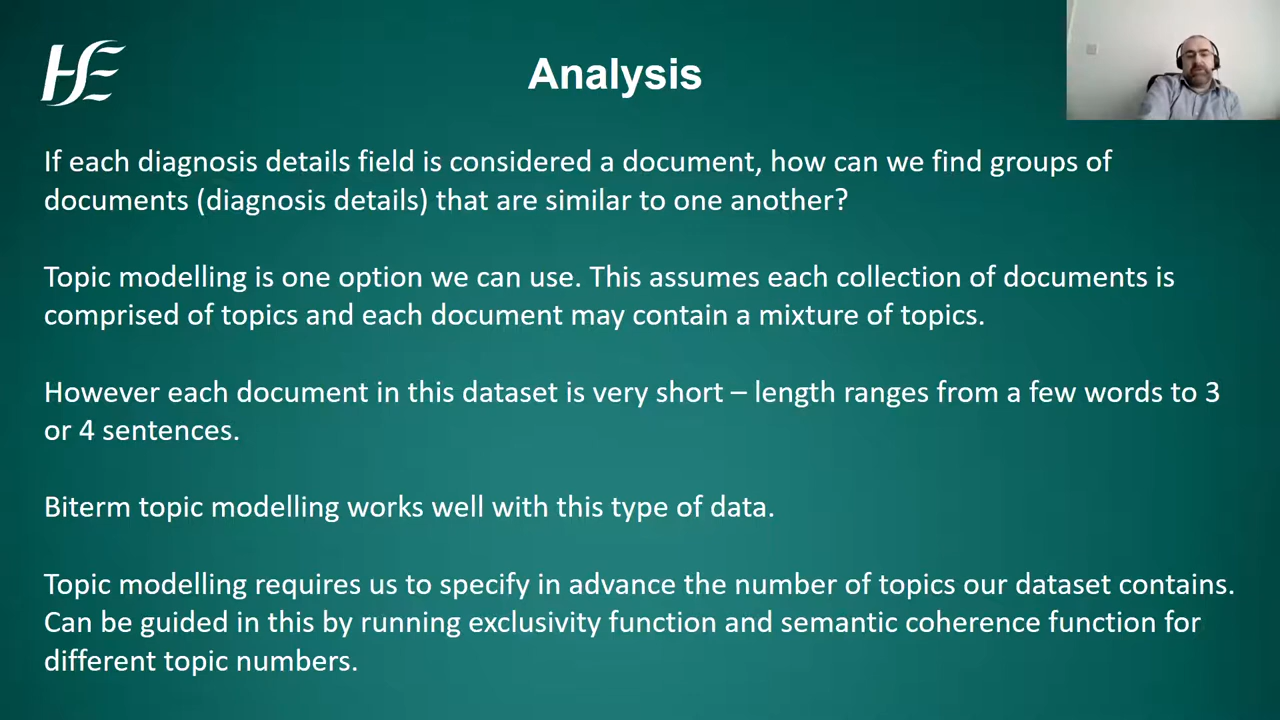 HSE
Analysis
If each diagnosis details field is considered a document, how can we find groups of
documents (diagnosis details) that are similar to one another?
Topic modelling is one option we can use. This assumes each collection of documents is
comprised of topics and each document may contain a mixture of topics.
However each document in this dataset is very short – length ranges from a few words to 3
or 4 sentences.
Biterm topic modelling works well with this type of data.
Topic modelling requires us to specify in advance the number of topics our dataset contains.
Can be guided in this by running exclusivity function and semantic coherence function for
different topic numbers.